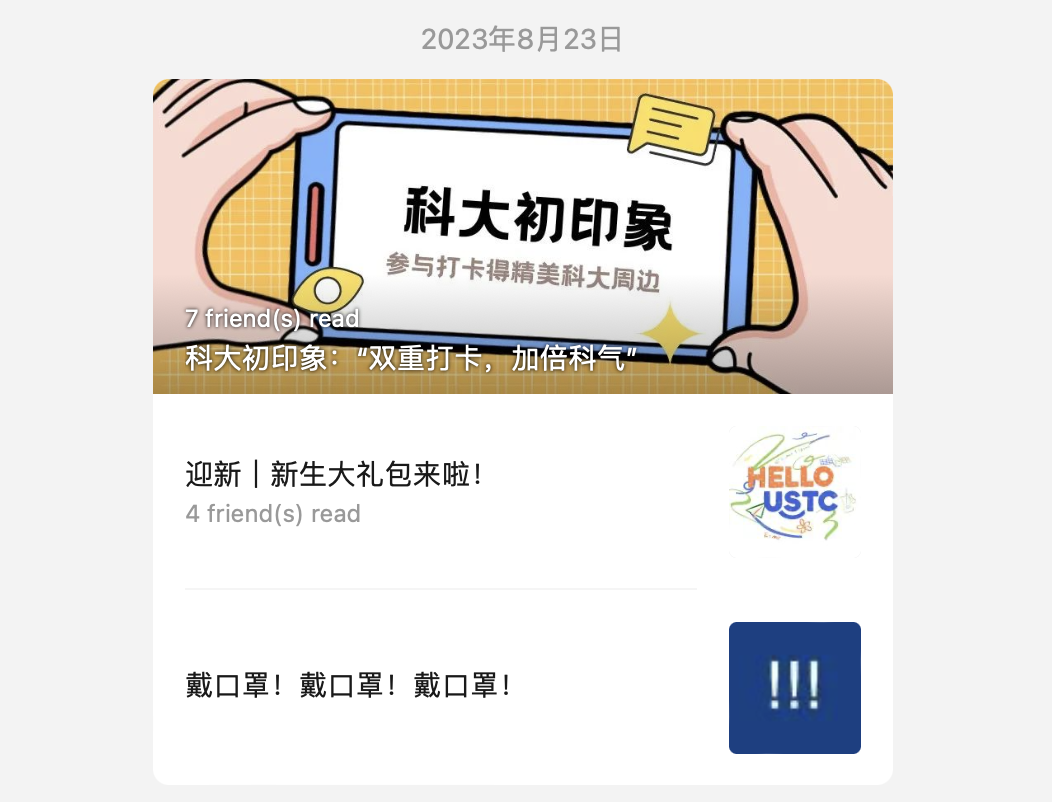 2023年8月23日
科大初印象
参与打卡得精美科大周边
7 friend(s) read
科大初印象：“双重打卡，加倍科气”
迎新｜新生大礼包来啦！
4 friend(s) read
HELLO
USTC
戴口罩！戴口罩！戴口罩！
!!!